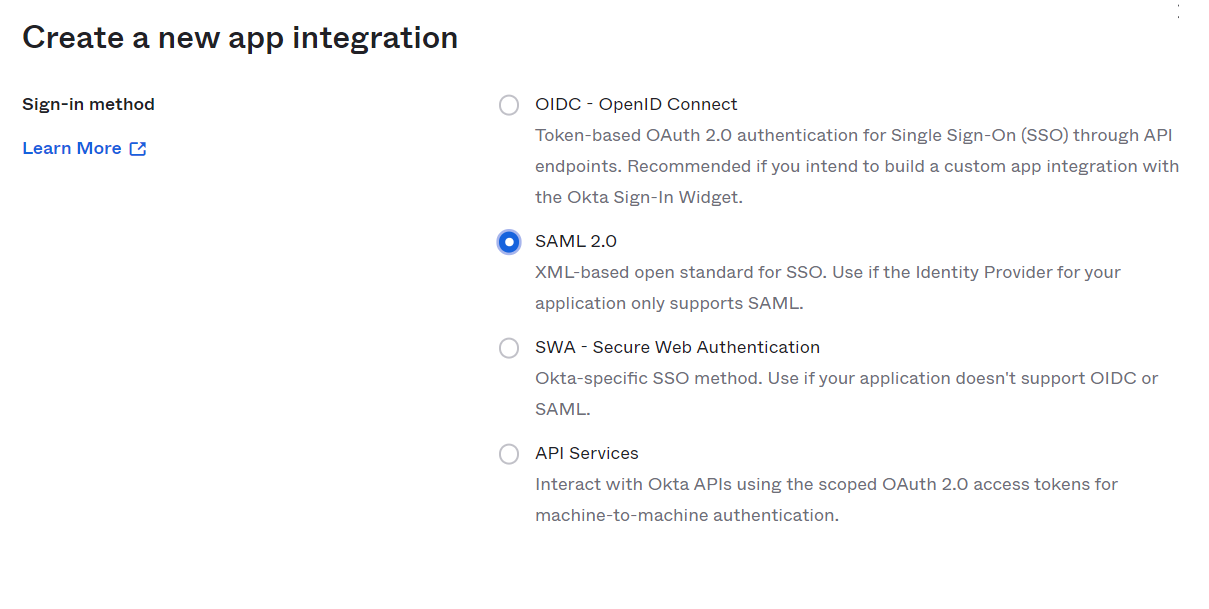 Create a new app integration
Sign-in method
Learn More
OIDC - OpenID Connect
Token-based OAuth 2.0 authentication for Single Sign-On (SSO) through API
endpoints. Recommended if you intend to build a custom app integration with
the Okta Sign-In Widget.
SAML 2.0
XML-based open standard for SSO. Use if the Identity Provider for your
application only supports SAML.
SWA - Secure Web Authentication
Okta-specific SSO method. Use if your application doesn't support OIDC or
SAML.
API Services
Interact with Okta APIs using the scoped OAuth 2.0 access tokens for
machine-to-machine authentication.